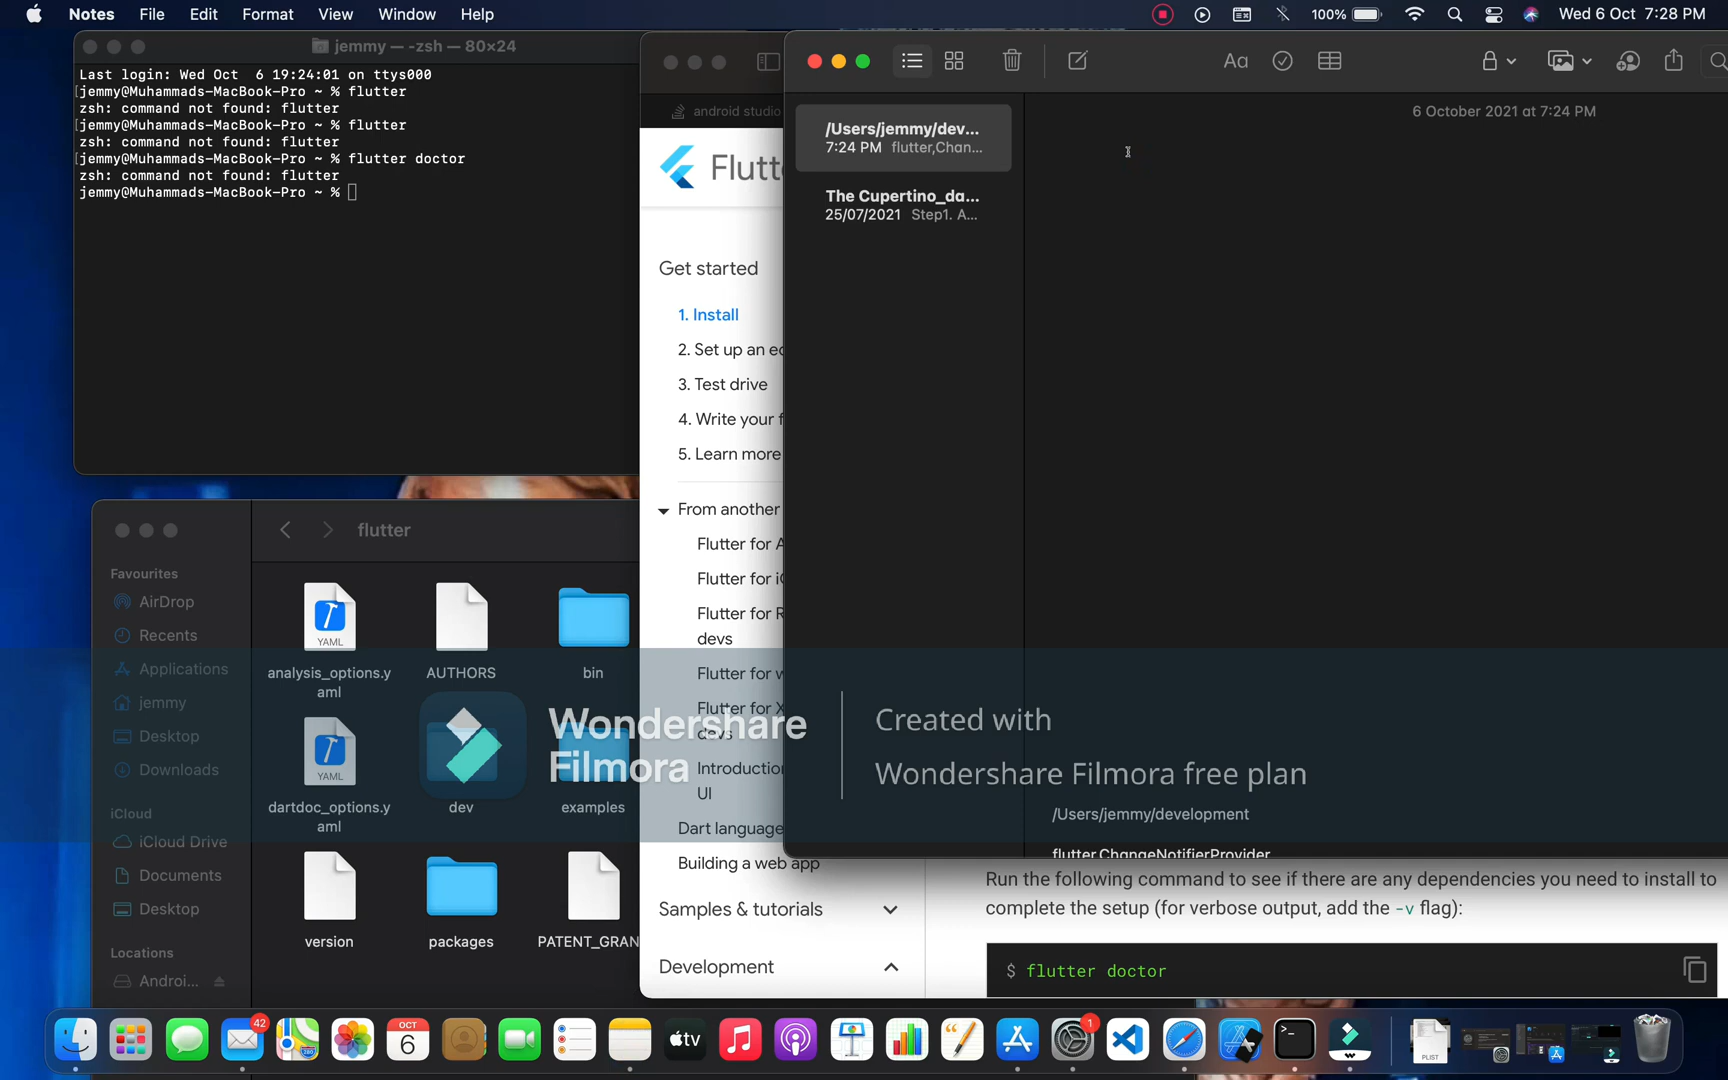 Notes File Edit Format View Window Help
100% Wed 6 Oct 7:28 PM
jemmy — -zsh — 80×24
Last login: Wed Oct  6 19:24:01 on ttys000
[jemmy@Muhammads-MacBook-Pro ~ % flutter
zsh: command not found: flutter
[jemmy@Muhammads-MacBook-Pro ~ % flutter
zsh: command not found: flutter
[jemmy@Muhammads-MacBook-Pro ~ % flutter doctor
zsh: command not found: flutter
jemmy@Muhammads-MacBook-Pro ~ %
android studio
Flutt
Get started
1. Install
2. Set up an ed
3. Test drive
4. Write your f
5. Learn more
From another
Flutter for A
Flutter for iO
Flutter for R
devs
Flutter for w
Flutter for X
devs
Introduction
UI
Dart language
Building a web app
Samples & tutorials
Development
Aa
6 October 2021 at 7:24 PM
/Users/jemmy/dev...
7:24 PM flutter,Chan...
The Cupertino_da...
25/07/2021 Step1. A...
/Users/jemmy/development
flutter,ChangeNotifierProvider
Run the following command to see if there are any dependencies you need to install to
complete the setup (for verbose output, add the -v flag):
$ flutter doctor
flutter
Favourites
AirDrop
Recents
Applications
jemmy
Desktop
Downloads
iCloud
iCloud Drive
Documents
Desktop
Locations
Androi...
YAML
analysis_options.y
aml
AUTHORS
bin
YAML
dartdoc_options.y
aml
dev
examples
version
packages
PATENT_GRAN
Wondershare
Filmora
Created with
Wondershare Filmora free plan
42
OCT
6
tv
1
PLIST